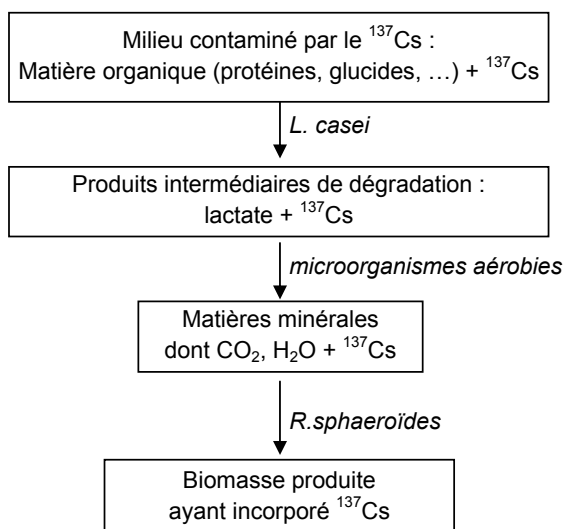 Milieu contaminé par le ¹³⁷Cs :
Matière organique (protéines, glucides, …) + ¹³⁷Cs
L. casei
Produits intermédiaires de dégradation :
lactate + ¹³⁷Cs
microorganismes aérobies
Matières minérales
dont CO₂, H₂O + ¹³⁷Cs
R.sphaeroïdes
Biomasse produite
ayant incorporé ¹³⁷Cs